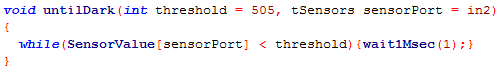 void untilDark(int threshold = 505, tSensors sensorPort = in2)
{
  while(SensorValue[sensorPort] < threshold){wait1Msec(1);}
}